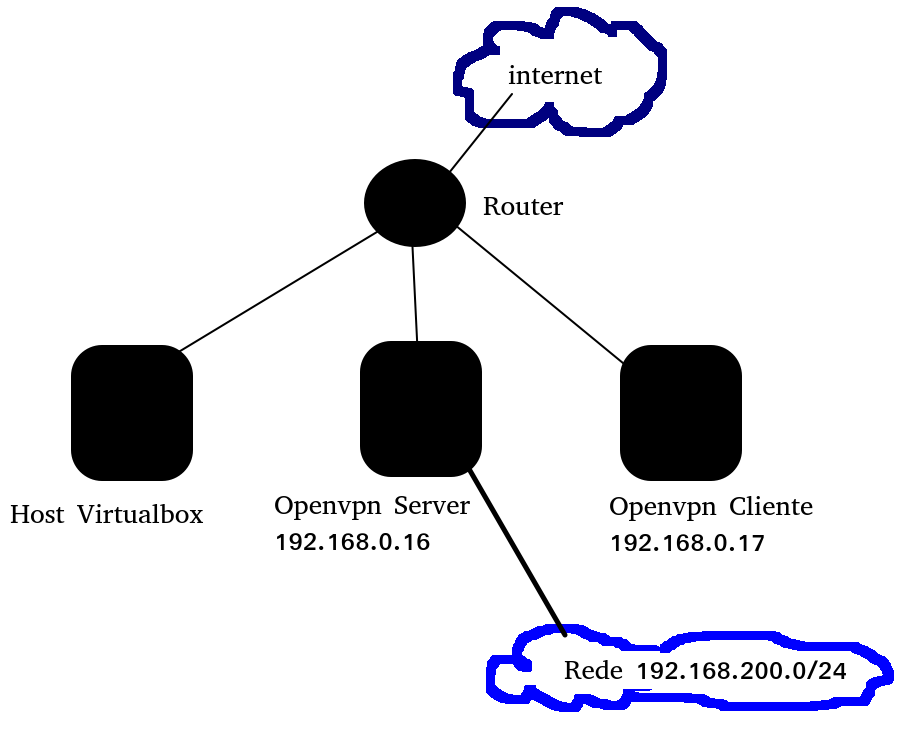 internet
Router
Host Virtualbox
Openvpn Server
192.168.0.16
Openvpn Cliente
192.168.0.17
Rede 192.168.200.0/24